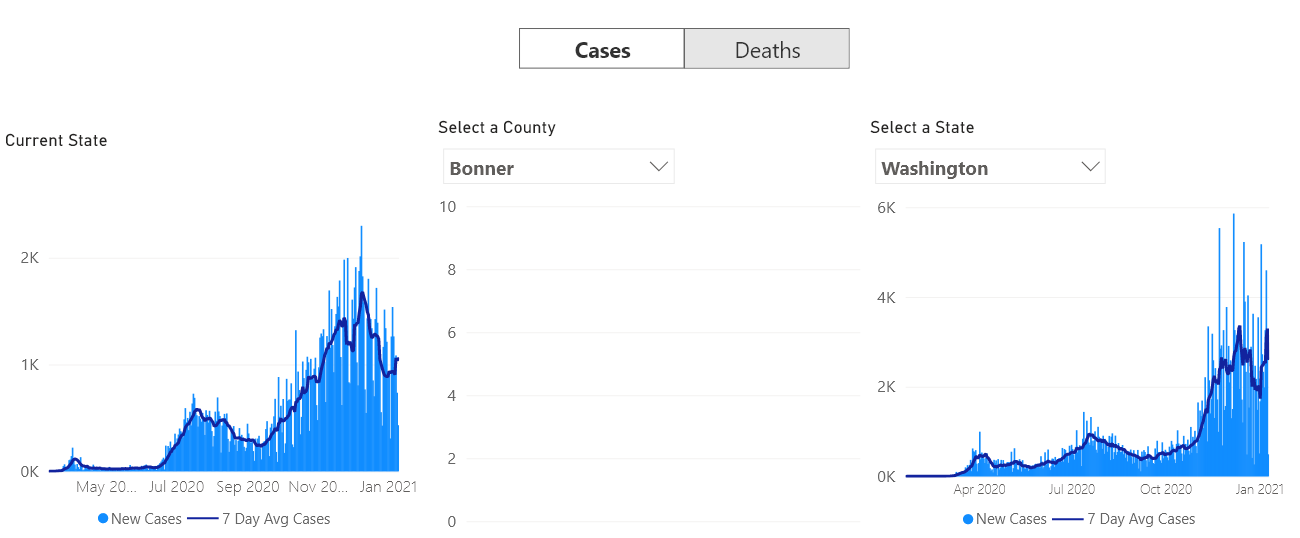 Cases Deaths
Current State
Select a County
Bonner
Select a State
Washington
2K
1K
0K
May 20... Jul 2020 Sep 2020 Nov 20... Jan 2021
New Cases 7 Day Avg Cases
10
8
6
4
2
0
6K
4K
2K
0K
Apr 2020 Jul 2020 Oct 2020 Jan 2021
New Cases 7 Day Avg Cases